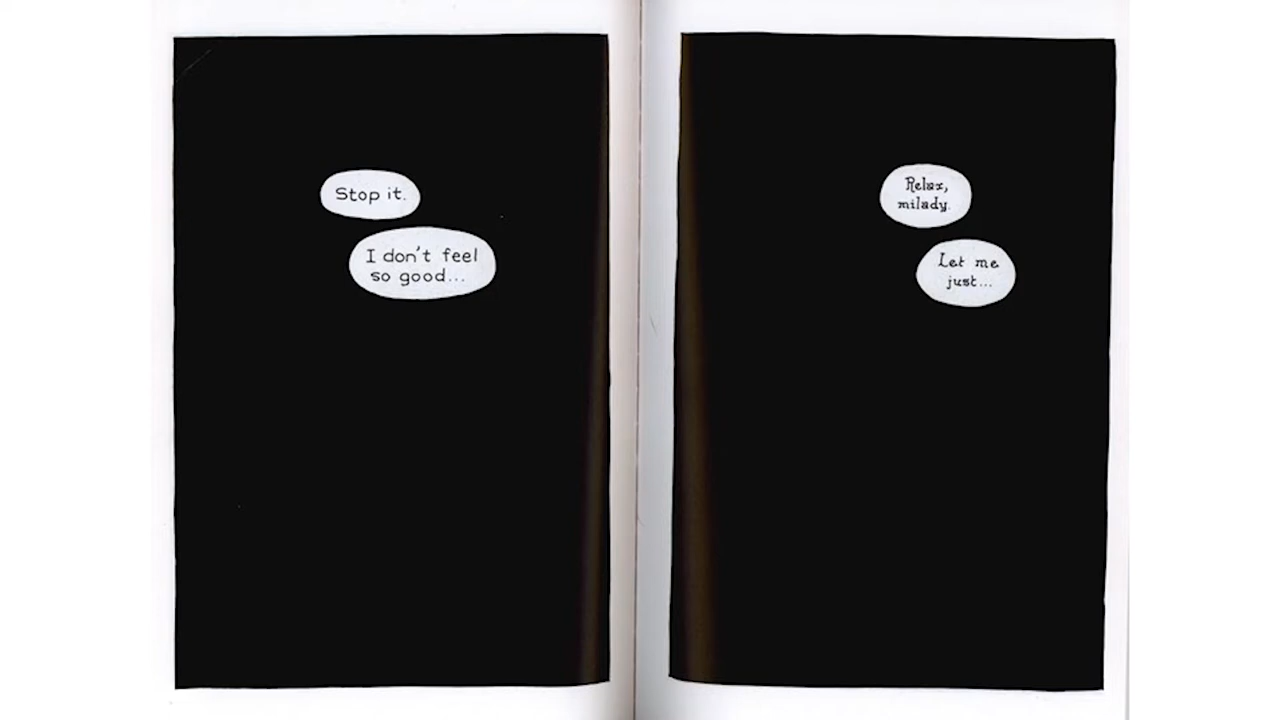 Stop it.
I don't feel
so good...
Relax,
milady.
Let me
just...